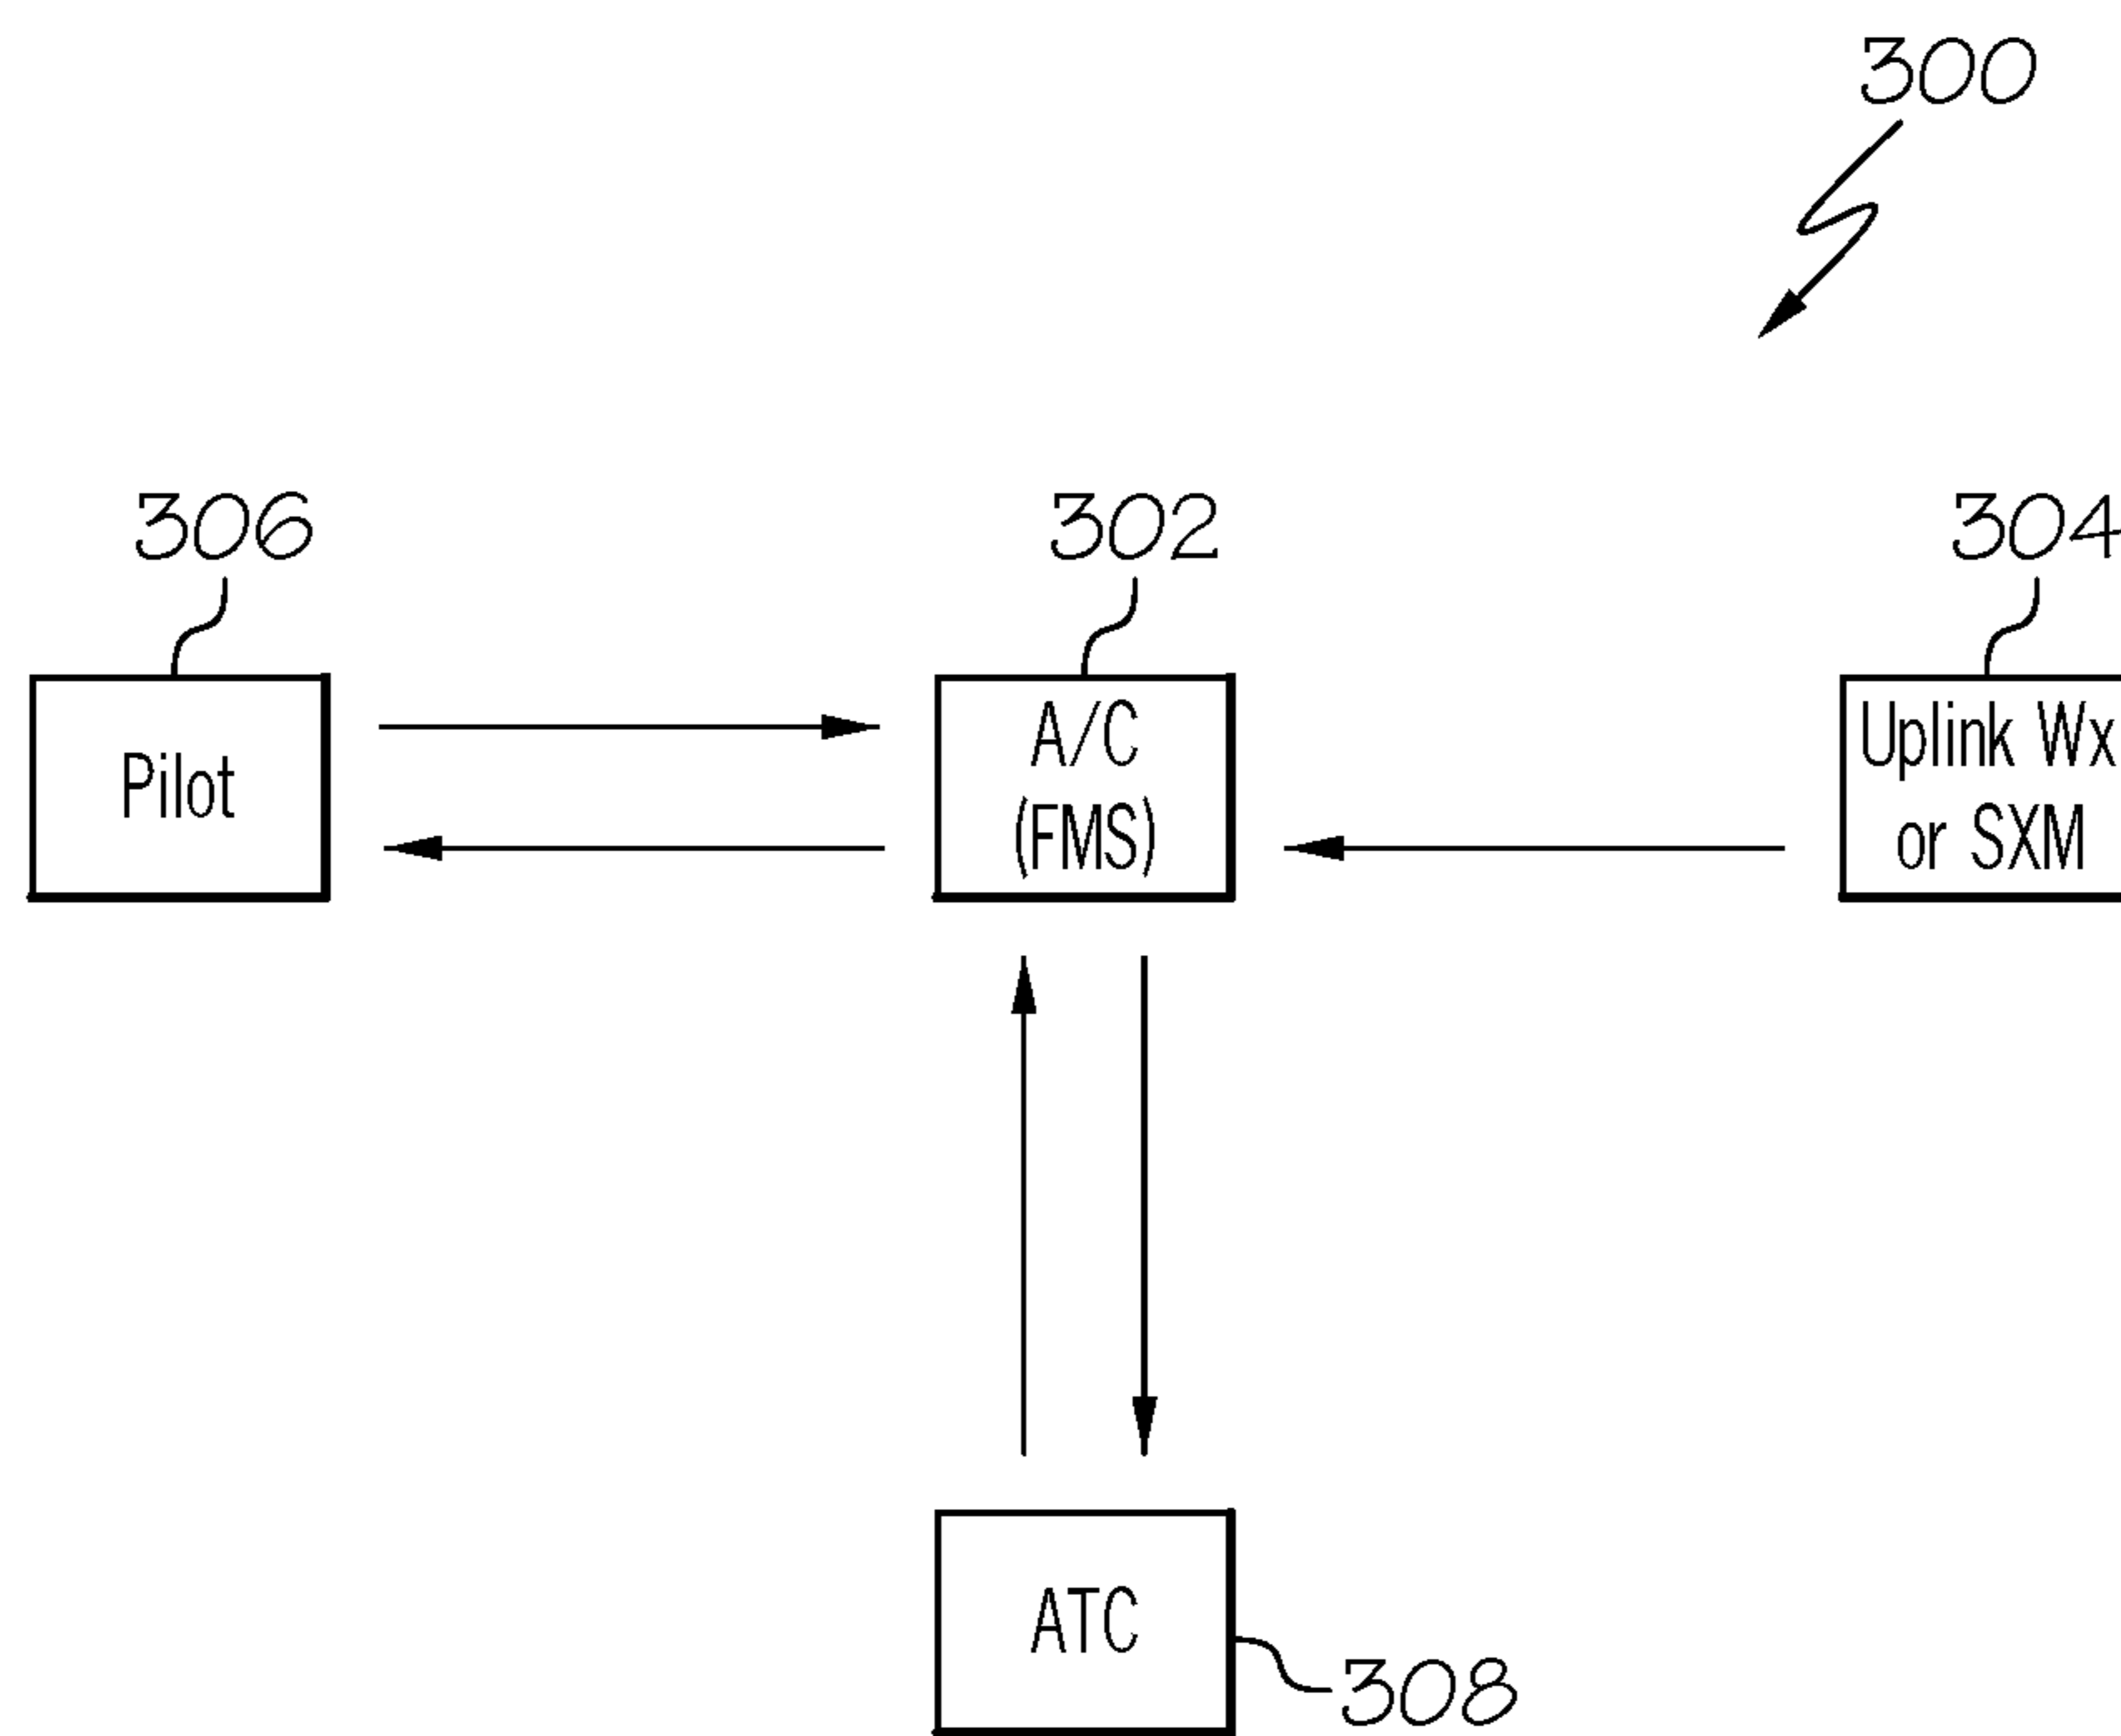 300
306
302
304
Pilot
A/C
(FMS)
Uplink Wx
or SXM
ATC
308